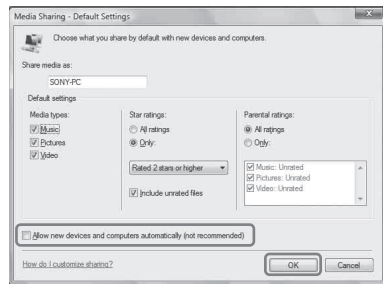 Media Sharing - Default Settings
Choose what you share by default with new devices and computers.
Share media as:
SONY-PC
Default settings
Media types:
Music
Pictures
Video
Star ratings:
All ratings
Only:
Rated 2 stars or higher
Include unrated files
Parental ratings:
All ratings
Only:
Music: Unrated
Pictures: Unrated
Video: Unrated
Allow new devices and computers automatically (not recommended)
How do I customize sharing?
OK
Cancel